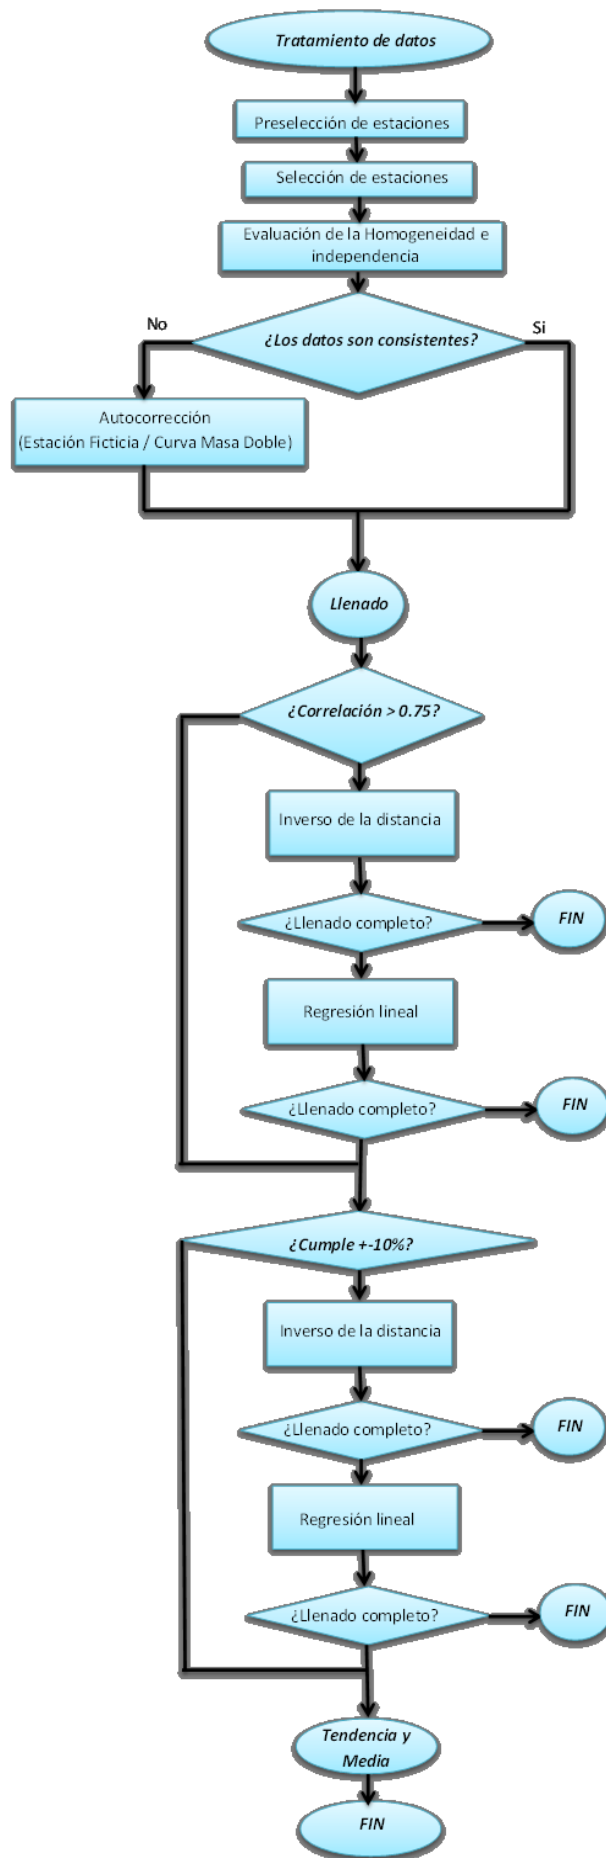 Tratamiento de datos
Preselección de estaciones
Selección de estaciones
Evaluación de la Homogeneidad e
independencia
¿Los datos son consistentes?
No
Si
Autocorrección
(Estación Ficticia / Curva Masa Doble)
Llenado
¿Correlación > 0.75?
Inverso de la distancia
¿Llenado completo?
FIN
Regresión lineal
¿Llenado completo?
FIN
¿Cumple +-10%?
Inverso de la distancia
¿Llenado completo?
FIN
Regresión lineal
¿Llenado completo?
FIN
Tendencia y
Media
FIN